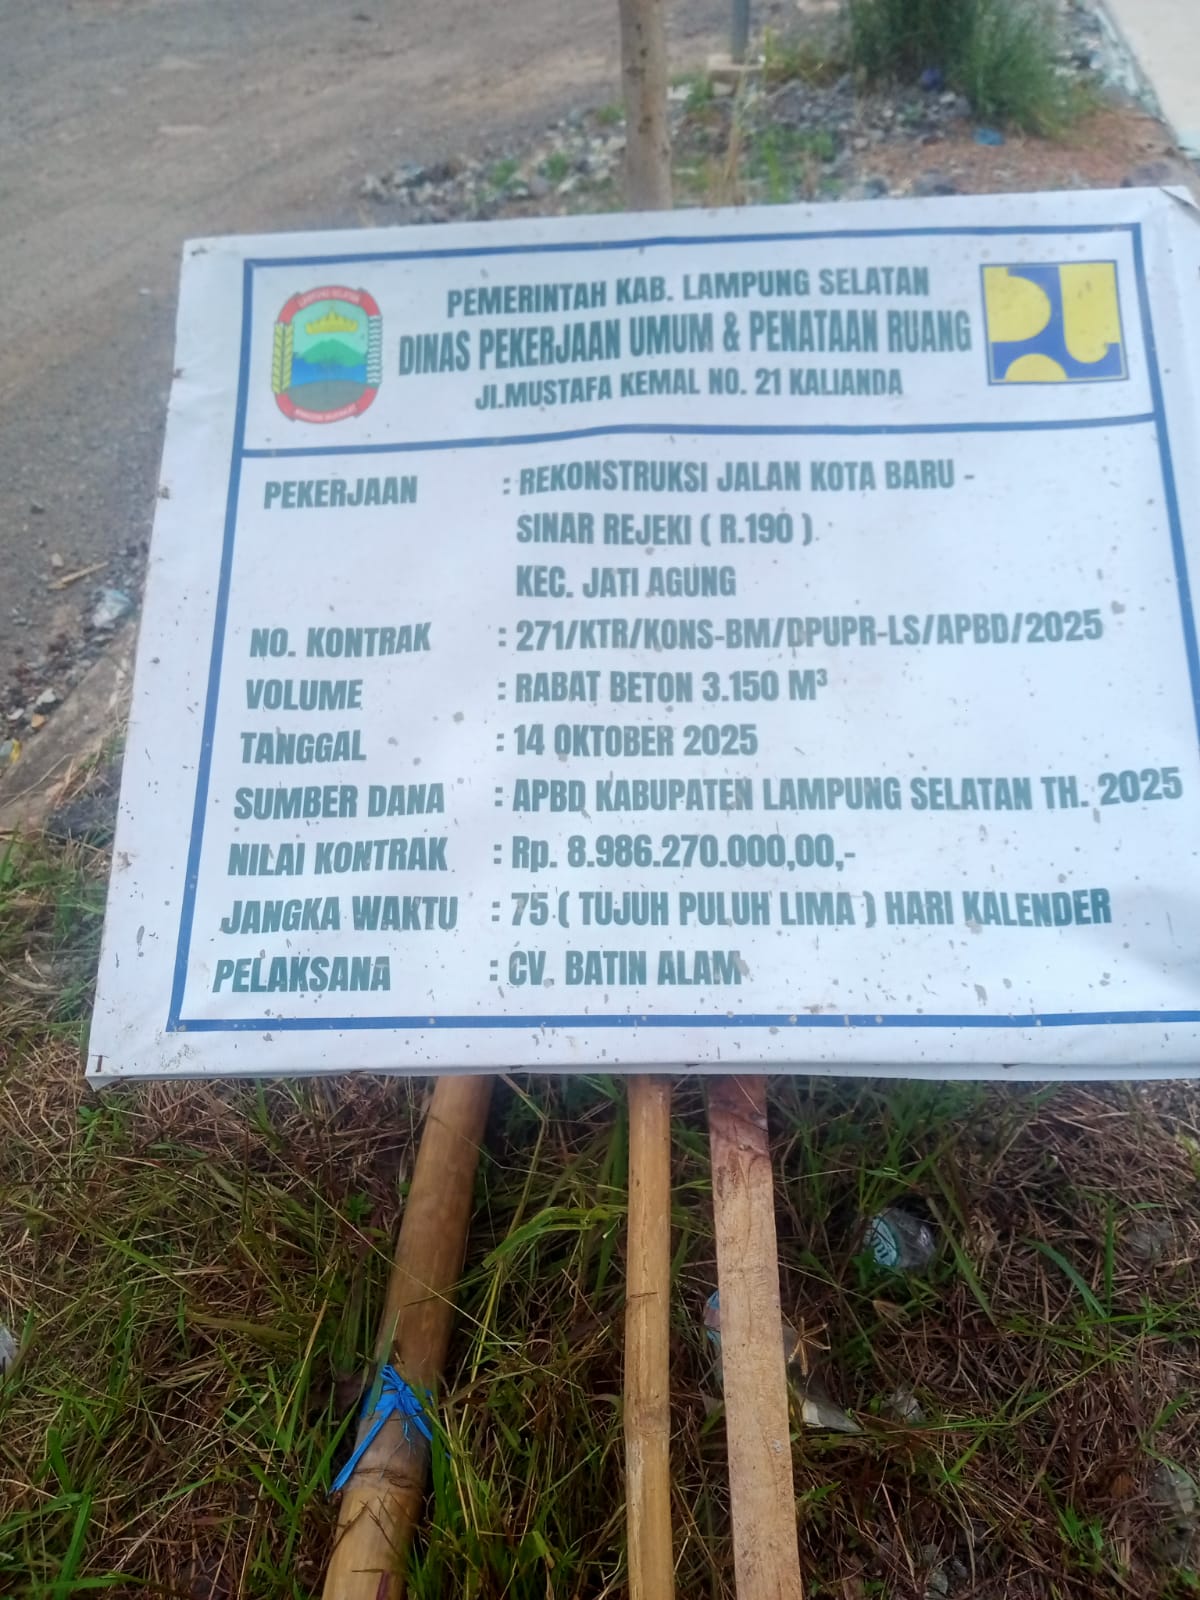 LAMPUNG SELATAN
PEMERINTAH KAB. LAMPUNG SELATAN
DINAS PEKERJAAN UMUM & PENATAAN RUANG
Jl.MUSTAFA KEMAL NO. 21 KALIANDA
PEKERJAAN : REKONSTRUKSI JALAN KOTA BARU -
SINAR REJEKI ( R.190 )
KEC. JATI AGUNG
NO. KONTRAK : 271/KTR/KONS-BM/DPUPR-LS/APBD/2025
VOLUME : RABAT BETON 3.150 M³
TANGGAL : 14 OKTOBER 2025
SUMBER DANA : APBD KABUPATEN LAMPUNG SELATAN TH. 2025
NILAI KONTRAK : Rp. 8.986.270.000,00,-
JANGKA WAKTU : 75 ( TUJUH PULUH LIMA ) HARI KALENDER
PELAKSANA : CV. BATIN ALAM